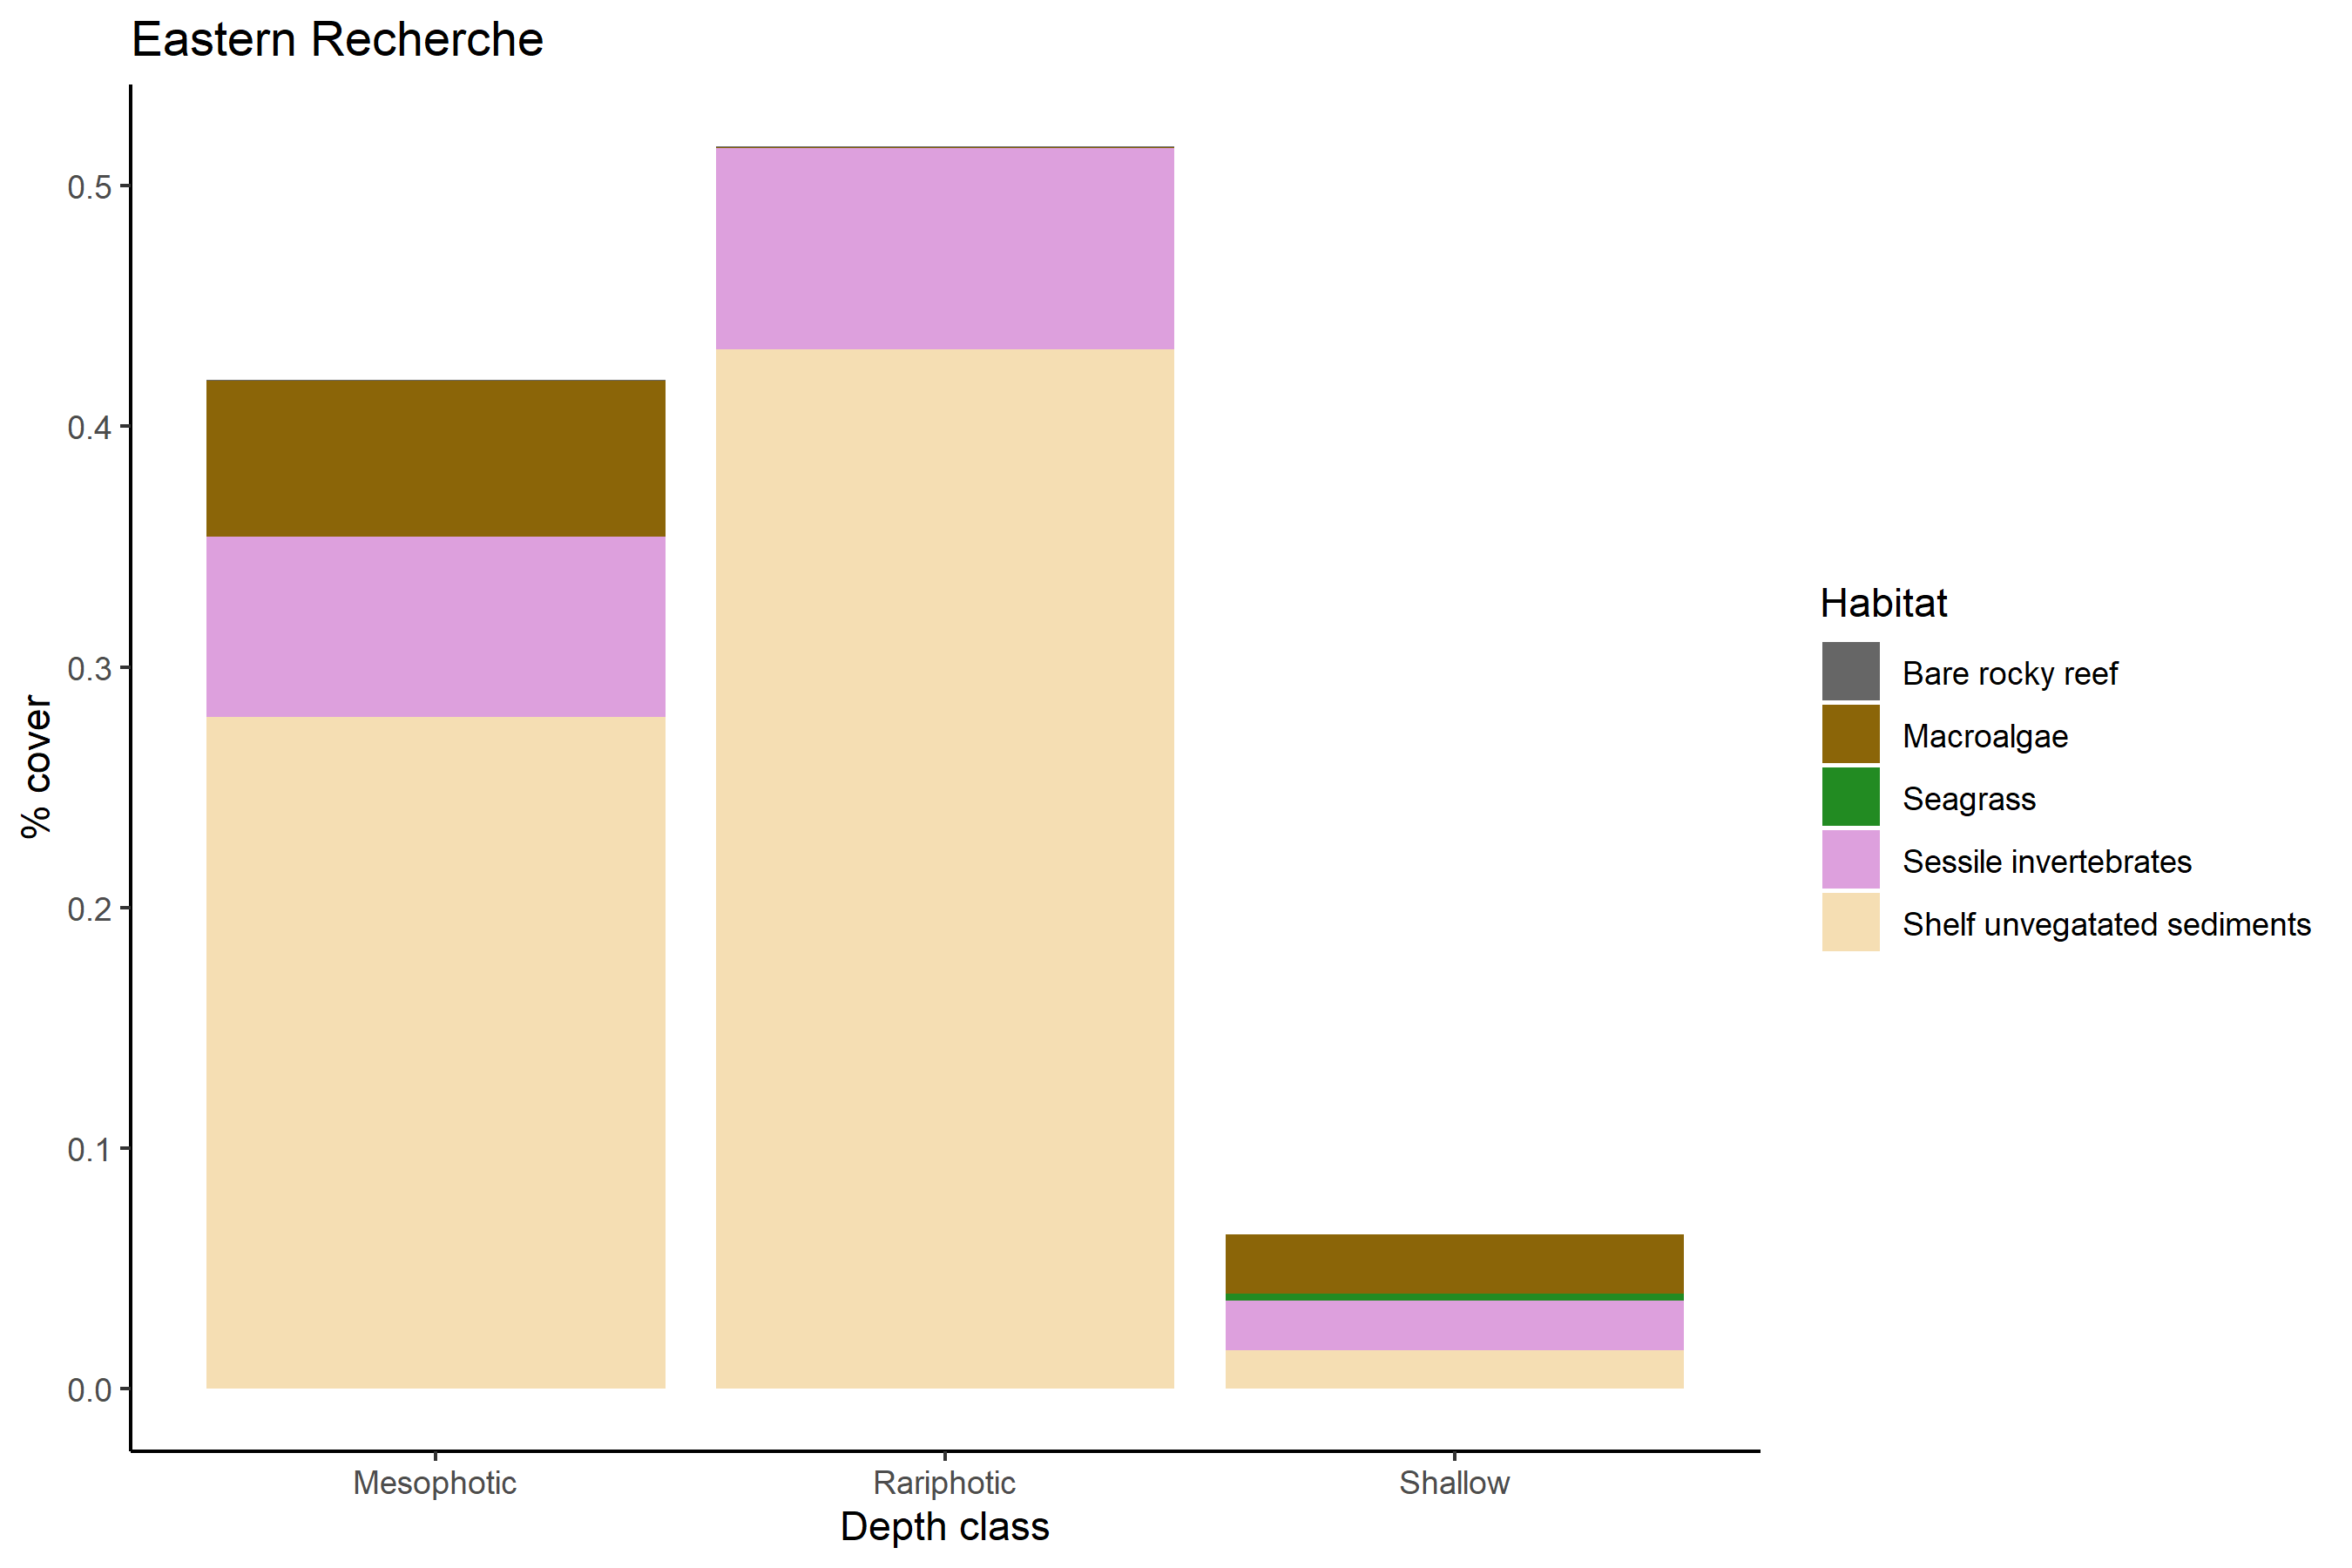 Eastern Recherche
0.5
0.4
0.3
0.2
0.1
0.0
% cover
Mesophotic
Rariphotic
Shallow
Depth class
Habitat
Bare rocky reef
Macroalgae
Seagrass
Sessile invertebrates
Shelf unvegatated sediments